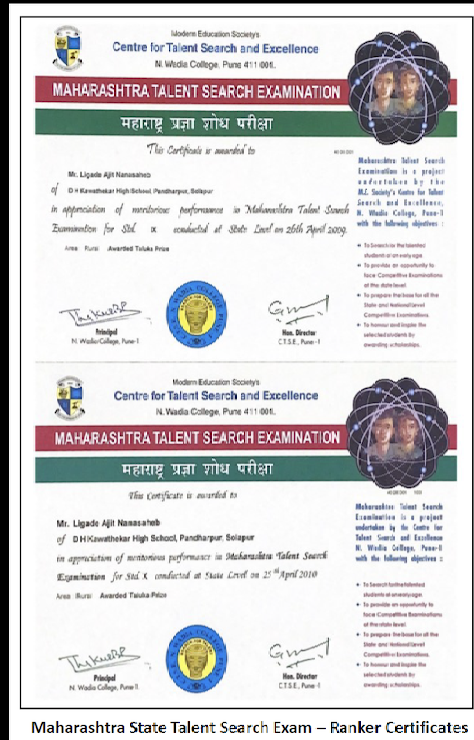 Modern Education Society's
Centre for Talent Search and Excellence
N. Wadia College, Pune 411 001.
MAHARASHTRA TALENT SEARCH EXAMINATION
महाराष्ट्र प्रज्ञा शोध परीक्षा
This Certificate is awarded to
Mr. Ligade Ajit Nanasaheb
of D H Kawathekar High School, Pandharpur, Solapur
in appreciation of meritorious performance in Maharashtra Talent Search
Examination for Std. IX conducted at State Level on 26th April 2009.
Area Rural Awarded Taluka Prize
Principal
N. Wadia College, Pune-1
Hon. Director
C.T.S.E., Pune-1
Maharashtra Talent Search
Examination is a project
undertaken by the
M.E. Society's Centre for Talent
Search and Excellence,
N. Wadia College, Pune-1
with the following objectives :
To Search for the talented
students at an early age
To provide an opportunity to
face Competitive Examinations
at the state level.
To prepare the base for all the
State and National Level
Competitive Examinations.
To honour and inspire the
selected students by
awarding scholarships.
Modern Education Society's
Centre for Talent Search and Excellence
N. Wadia College, Pune 411 001.
MAHARASHTRA TALENT SEARCH EXAMINATION
महाराष्ट्र प्रज्ञा शोध परीक्षा
This Certificate is awarded to
Mr. Ligade Ajit Nanasaheb
of D H Kawathekar High School, Pandharpur, Solapur
in appreciation of meritorious performance in Maharashtra Talent Search
Examination for Std X conducted at State Level on 25th April 2010
Area Rural Awarded Taluka Prize
Principal
N. Wadia College, Pune-1
Hon. Director
C.T.S.E., Pune-1
Maharashtra Talent Search
Examination is a project
undertaken by the Centre for
Talent Search and Excellence
N. Wadia College, Pune-1
with the following objectives :
To Search for the talented
students at an early age
To provide an opportunity to
face Competitive Examinations
at the state level.
To prepare the base for all the
State and National Level
Competitive Examinations.
To honour and inspire the
selected students by
awarding scholarships.
Maharashtra State Talent Search Exam – Ranker Certificates